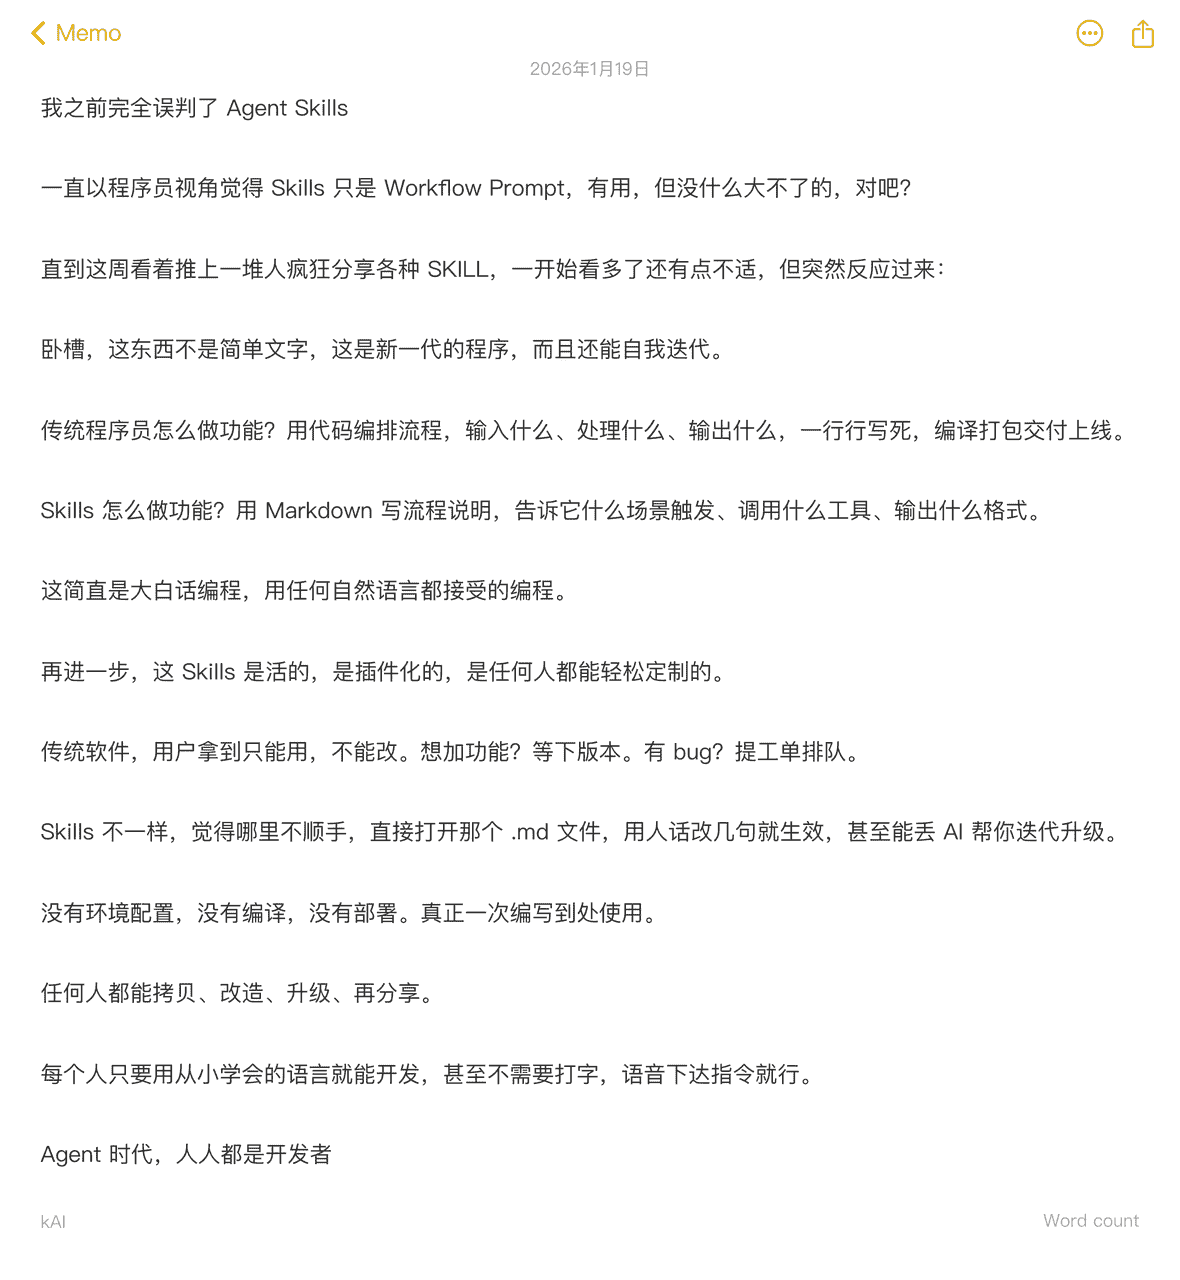 Memo
2026年1月19日
我之前完全误判了 Agent Skills
一直以程序员视角觉得 Skills 只是 Workflow Prompt，有用，但没什么大不了的，对吧？
直到这周看着推上一堆人疯狂分享各种 SKILL，一开始看多了还有点不适，但突然反应过来：
卧槽，这东西不是简单文字，这是新一代的程序，而且还能自我迭代。
传统程序员怎么做功能？用代码编排流程，输入什么、处理什么、输出什么，一行行写死，编译打包交付上线。
Skills 怎么做功能？用 Markdown 写流程说明，告诉它什么场景触发、调用什么工具、输出什么格式。
这简直是大白话编程，用任何自然语言都接受的编程。
再进一步，这 Skills 是活的，是插件化的，是任何人都能轻松定制的。
传统软件，用户拿到只能用，不能改。想加功能？等下版本。有 bug？提工单排队。
Skills 不一样，觉得哪里不顺手，直接打开那个 .md 文件，用人话改几句就生效，甚至能丢 AI 帮你迭代升级。
没有环境配置，没有编译，没有部署。真正一次编写到处使用。
任何人都能拷贝、改造、升级、再分享。
每个人只要用从小学会的语言就能开发，甚至不需要打字，语音下达指令就行。
Agent 时代，人人都是开发者
kAI
Word count